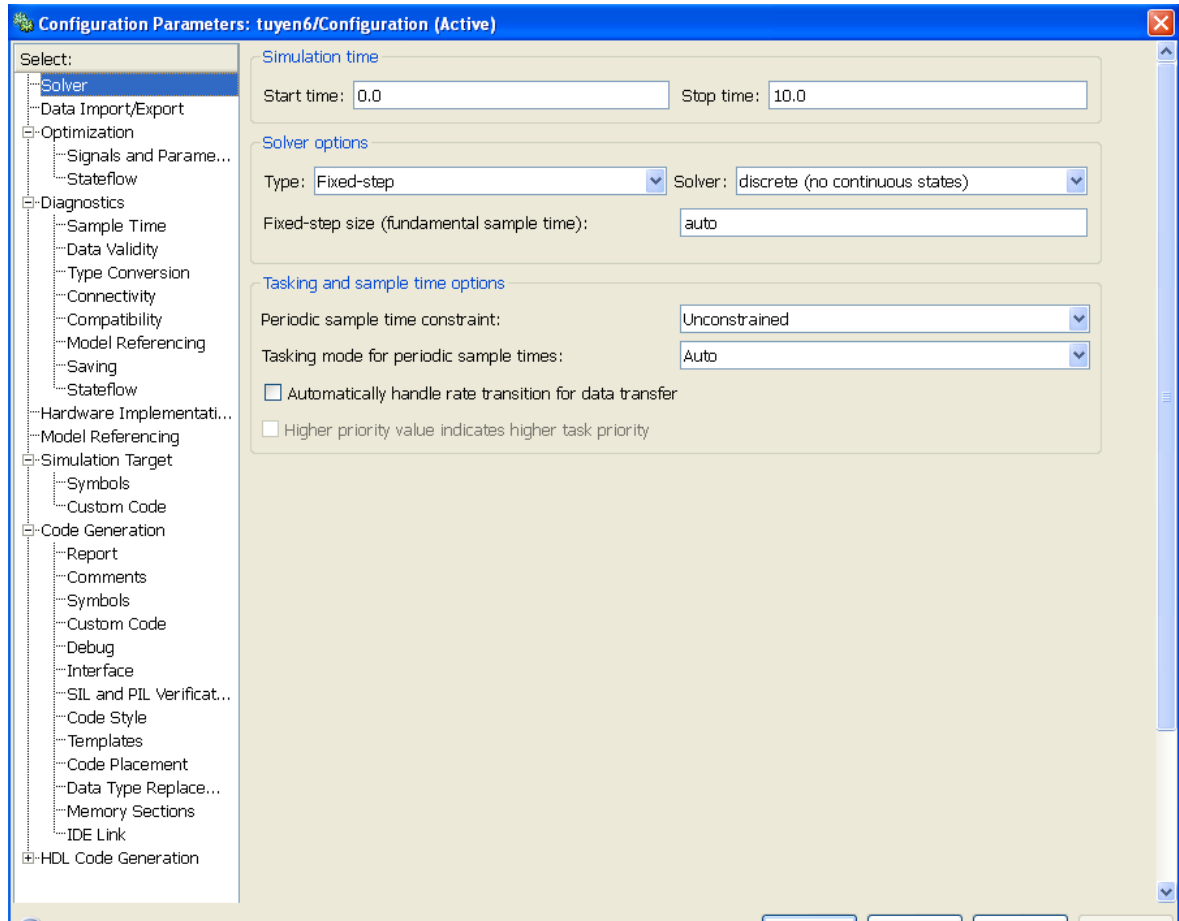 Configuration Parameters: tuyen6/Configuration (Active)
Select:
Solver
Data Import/Export
Optimization
Signals and Parame...
Stateflow
Diagnostics
Sample Time
Data Validity
Type Conversion
Connectivity
Compatibility
Model Referencing
Saving
Stateflow
Hardware Implementati...
Model Referencing
Simulation Target
Symbols
Custom Code
Code Generation
Report
Comments
Symbols
Custom Code
Debug
Interface
SIL and PIL Verificat...
Code Style
Templates
Code Placement
Data Type Replace...
Memory Sections
IDE Link
HDL Code Generation
Simulation time
Start time: 0.0 Stop time: 10.0
Solver options
Type: Fixed-step Solver: discrete (no continuous states)
Fixed-step size (fundamental sample time): auto
Tasking and sample time options
Periodic sample time constraint: Unconstrained
Tasking mode for periodic sample times: Auto
Automatically handle rate transition for data transfer
Higher priority value indicates higher task priority